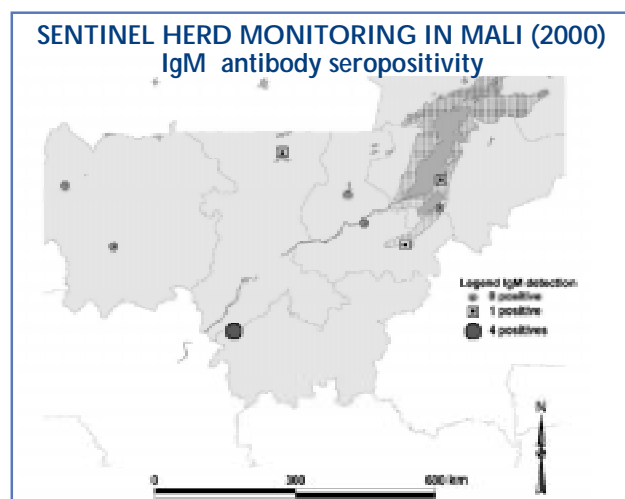 SENTINEL HERD MONITORING IN MALI (2000)
IgM antibody seropositivity
Legend IgM detection
0 positive
1 positive
4 positives
N
0 300 600 km